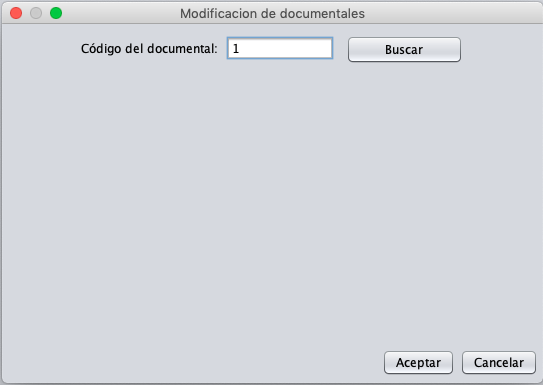 Modificacion de documentales
Código del documental: 1 Buscar
Aceptar Cancelar